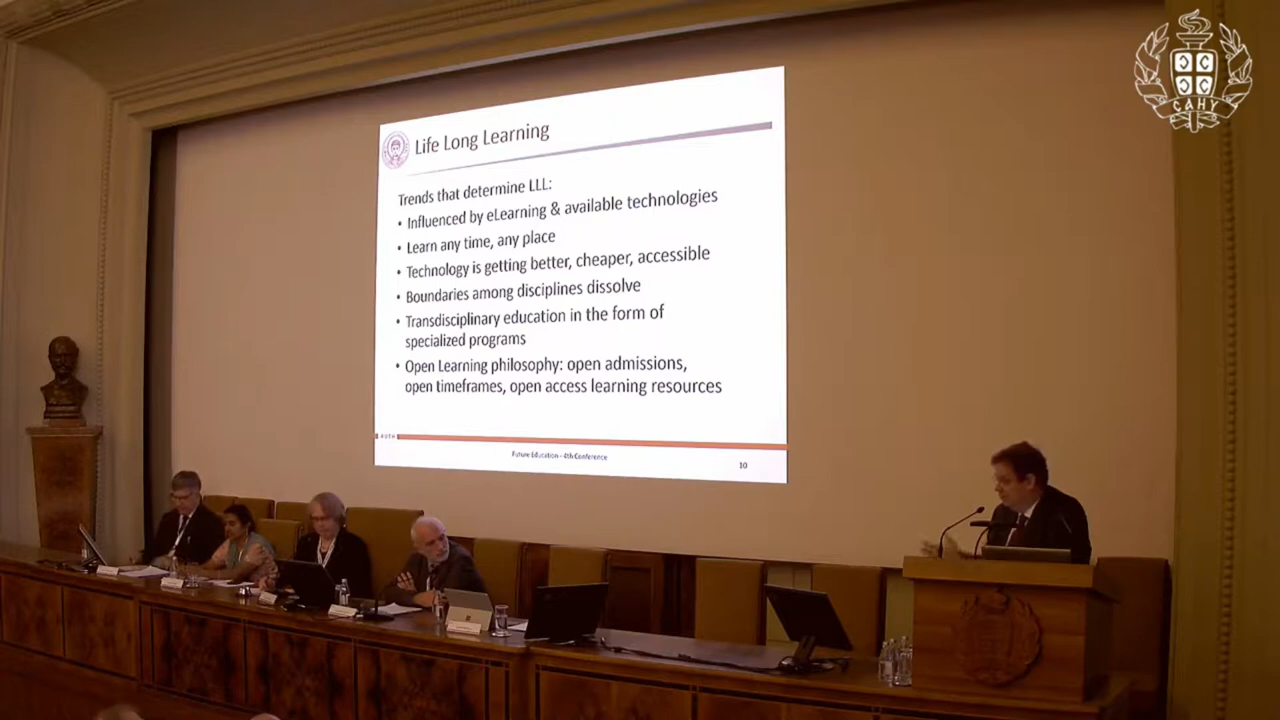 Life Long Learning
Trends that determine LLL:
• Influenced by eLearning & available technologies
• Learn any time, any place
• Technology is getting better, cheaper, accessible
• Boundaries among disciplines dissolve
• Transdisciplinary education in the form of
specialized programs
• Open Learning philosophy: open admissions,
open timeframes, open access learning resources
AUTH
Future Education - 4th Conference
10
САНУ